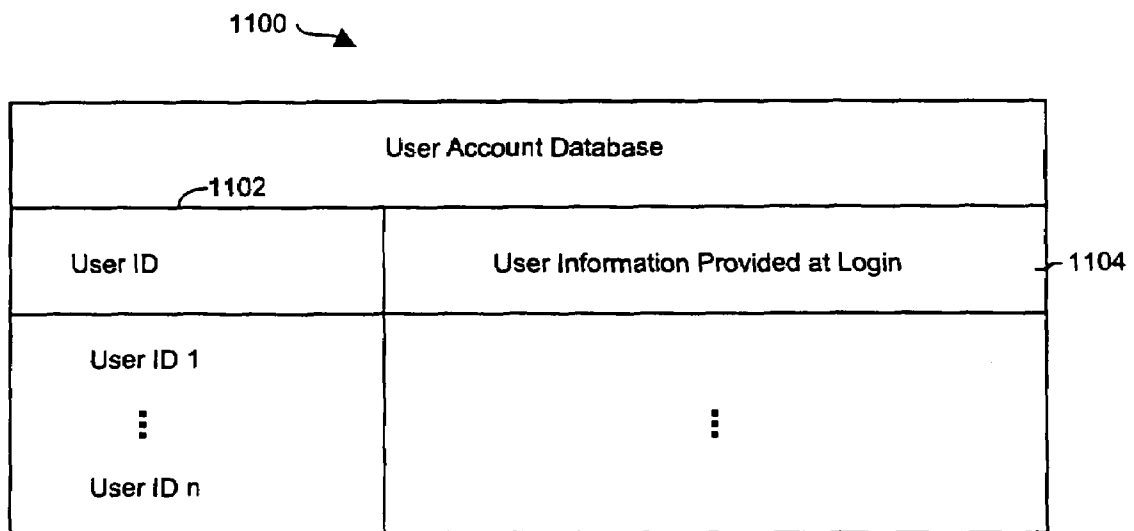 1100
User Account Database
1102
User ID
User Information Provided at Login
1104
User ID 1
User ID n